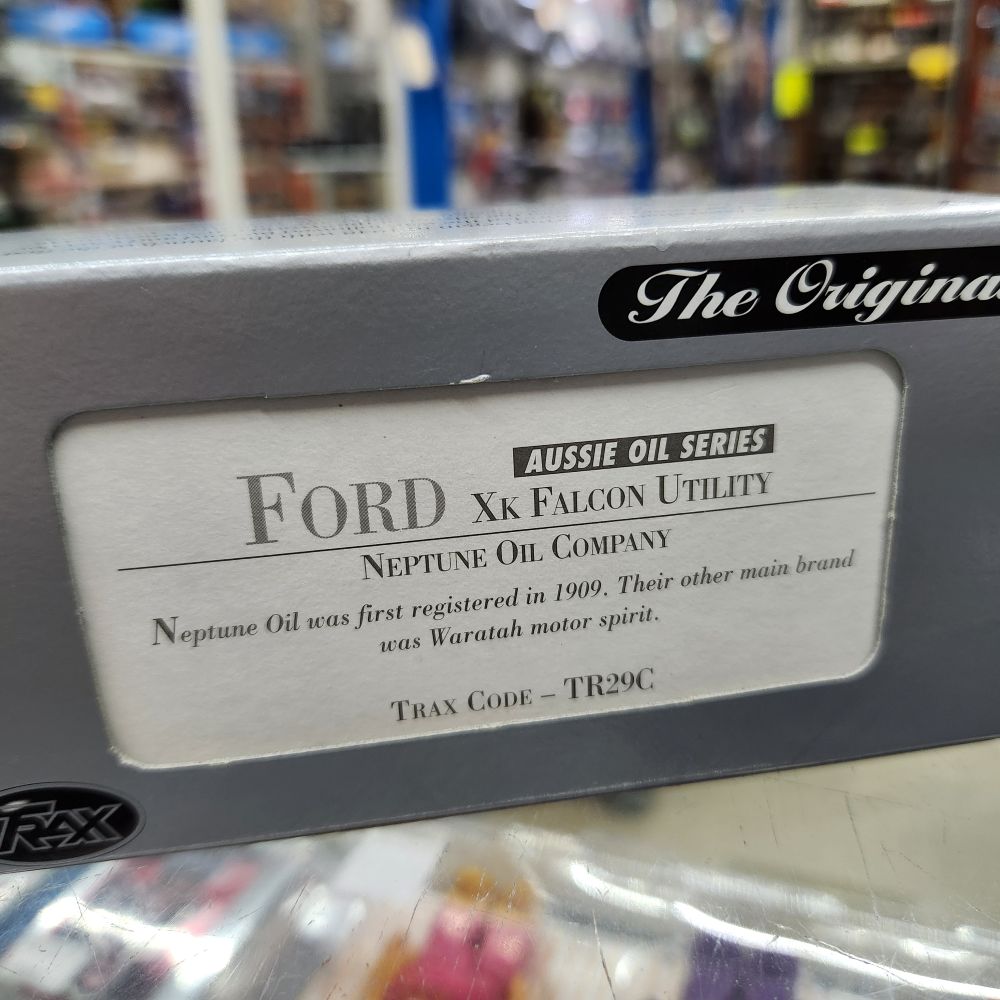 The Origina
AUSSIE OIL SERIES
FORD XK FALCON UTILITY
NEPTUNE OIL COMPANY
Neptune Oil was first registered in 1909. Their other main brand
was Waratah motor spirit.
TRAX CODE – TR29C
TRAX